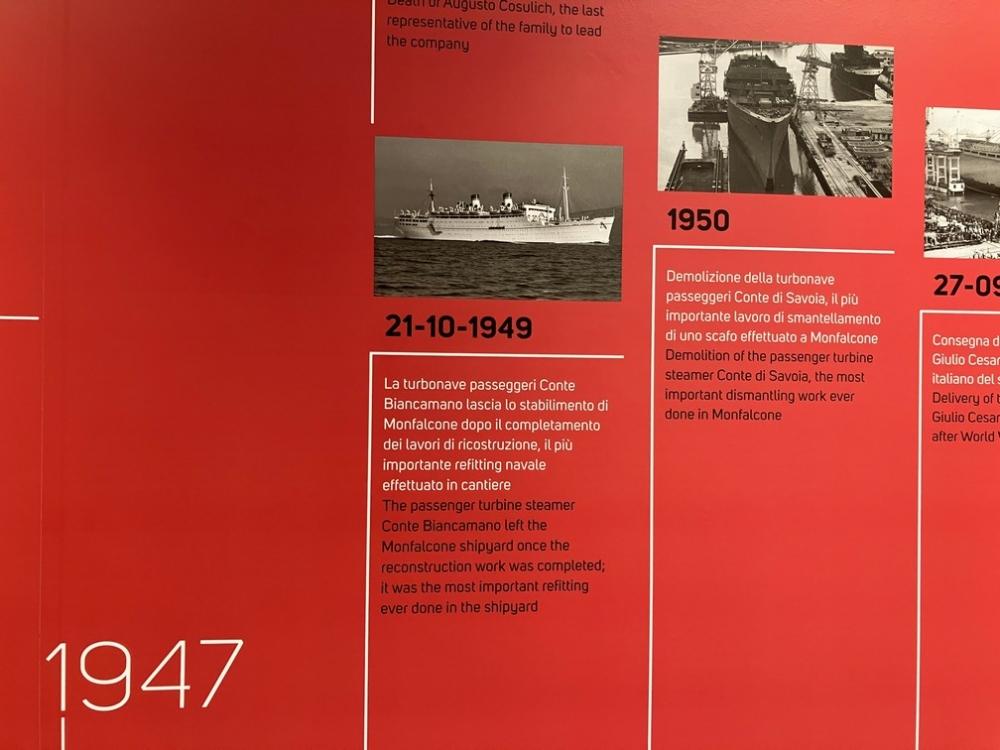 Death of Augusto Cosulich, the last
representative of the family to lead
the company
21-10-1949
La turbonave passeggeri Conte
Biancamano lascia lo stabilimento di
Monfalcone dopo il completamento
dei lavori di ricostruzione, il più
importante refitting navale
effettuato in cantiere
The passenger turbine steamer
Conte Biancamano left the
Monfalcone shipyard once the
reconstruction work was completed;
it was the most important refitting
ever done in the shipyard
1950
Demolizione della turbonave
passeggeri Conte di Savoia, il più
importante lavoro di smantellamento
di uno scafo effettuato a Monfalcone
Demolition of the passenger turbine
steamer Conte di Savoia, the most
important dismantling work ever
done in Monfalcone
27-09
Consegna d
Giulio Cesar
italiano del s
Delivery of t
Giulio Cesar
after World
1947